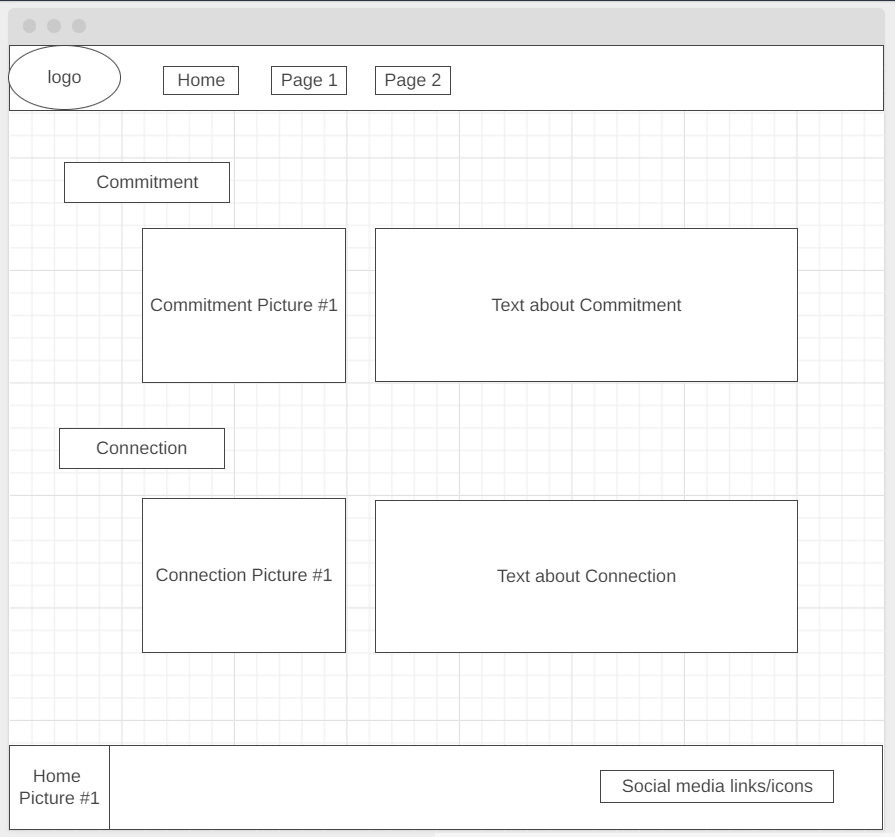 logo
Home
Page 1
Page 2
Commitment
Commitment Picture #1
Text about Commitment
Connection
Connection Picture #1
Text about Connection
Home
Picture #1
Social media links/icons